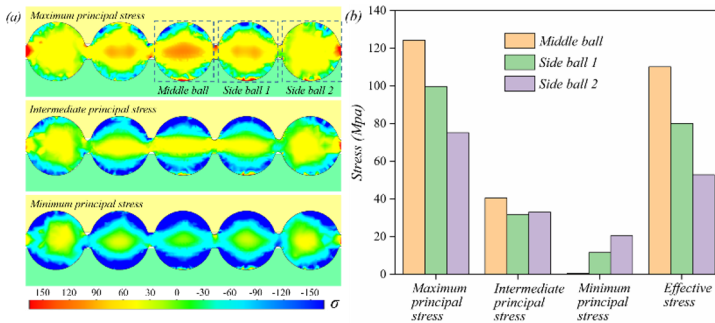 (a)
Maximum principal stress
Middle ball
Side ball 1
Side ball 2
Intermediate principal stress
Minimum principal stress
150 120 90 60 30 0 -30 -60 -90 -120 -150 σ
(b)
Stress (Mpa)
140
120
100
80
60
40
20
0
Middle ball
Side ball 1
Side ball 2
Maximum principal stress
Intermediate principal stress
Minimum principal stress
Effective stress